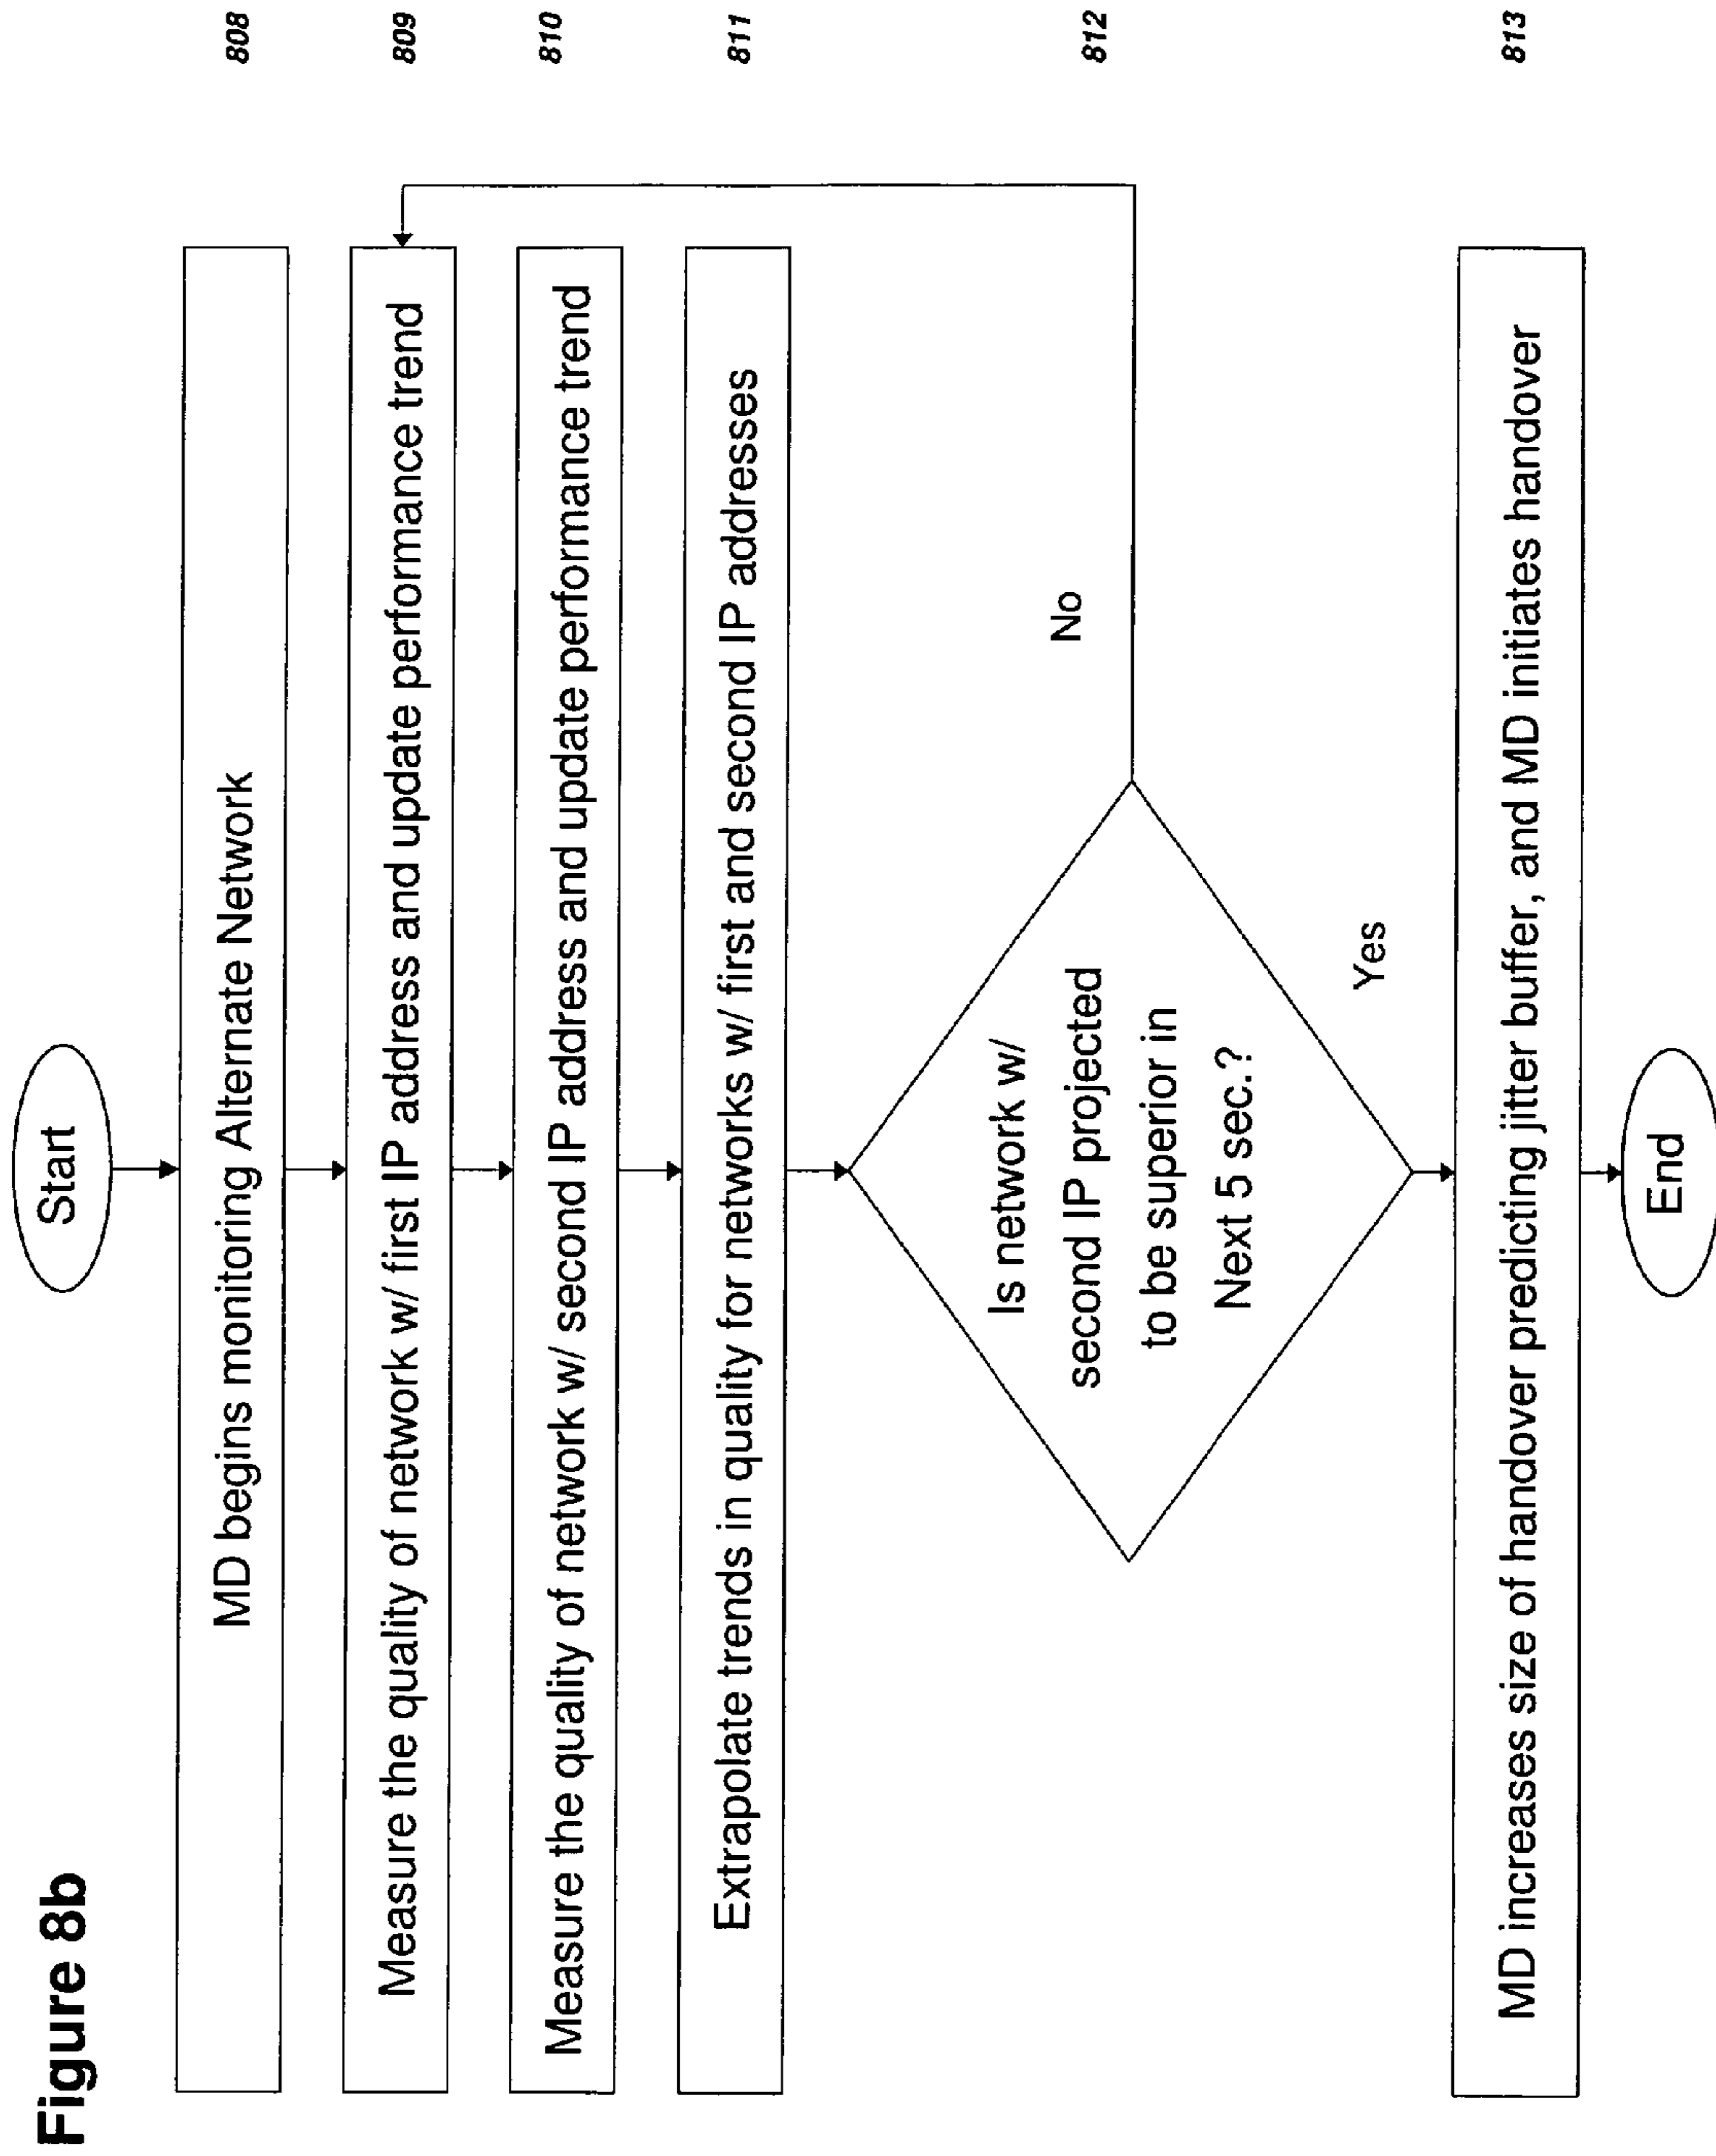 Figure 8b
Start
MD begins monitoring Alternate Network
808
Measure the quality of network w/ first IP address and update performance trend
809
Measure the quality of network w/ second IP address and update performance trend
810
Extrapolate trends in quality for networks w/ first and second IP addresses
811
Is network w/
second IP projected
to be superior in
Next 5 sec.?
812
No
Yes
MD increases size of handover predicting jitter buffer, and MD initiates handover
813
End